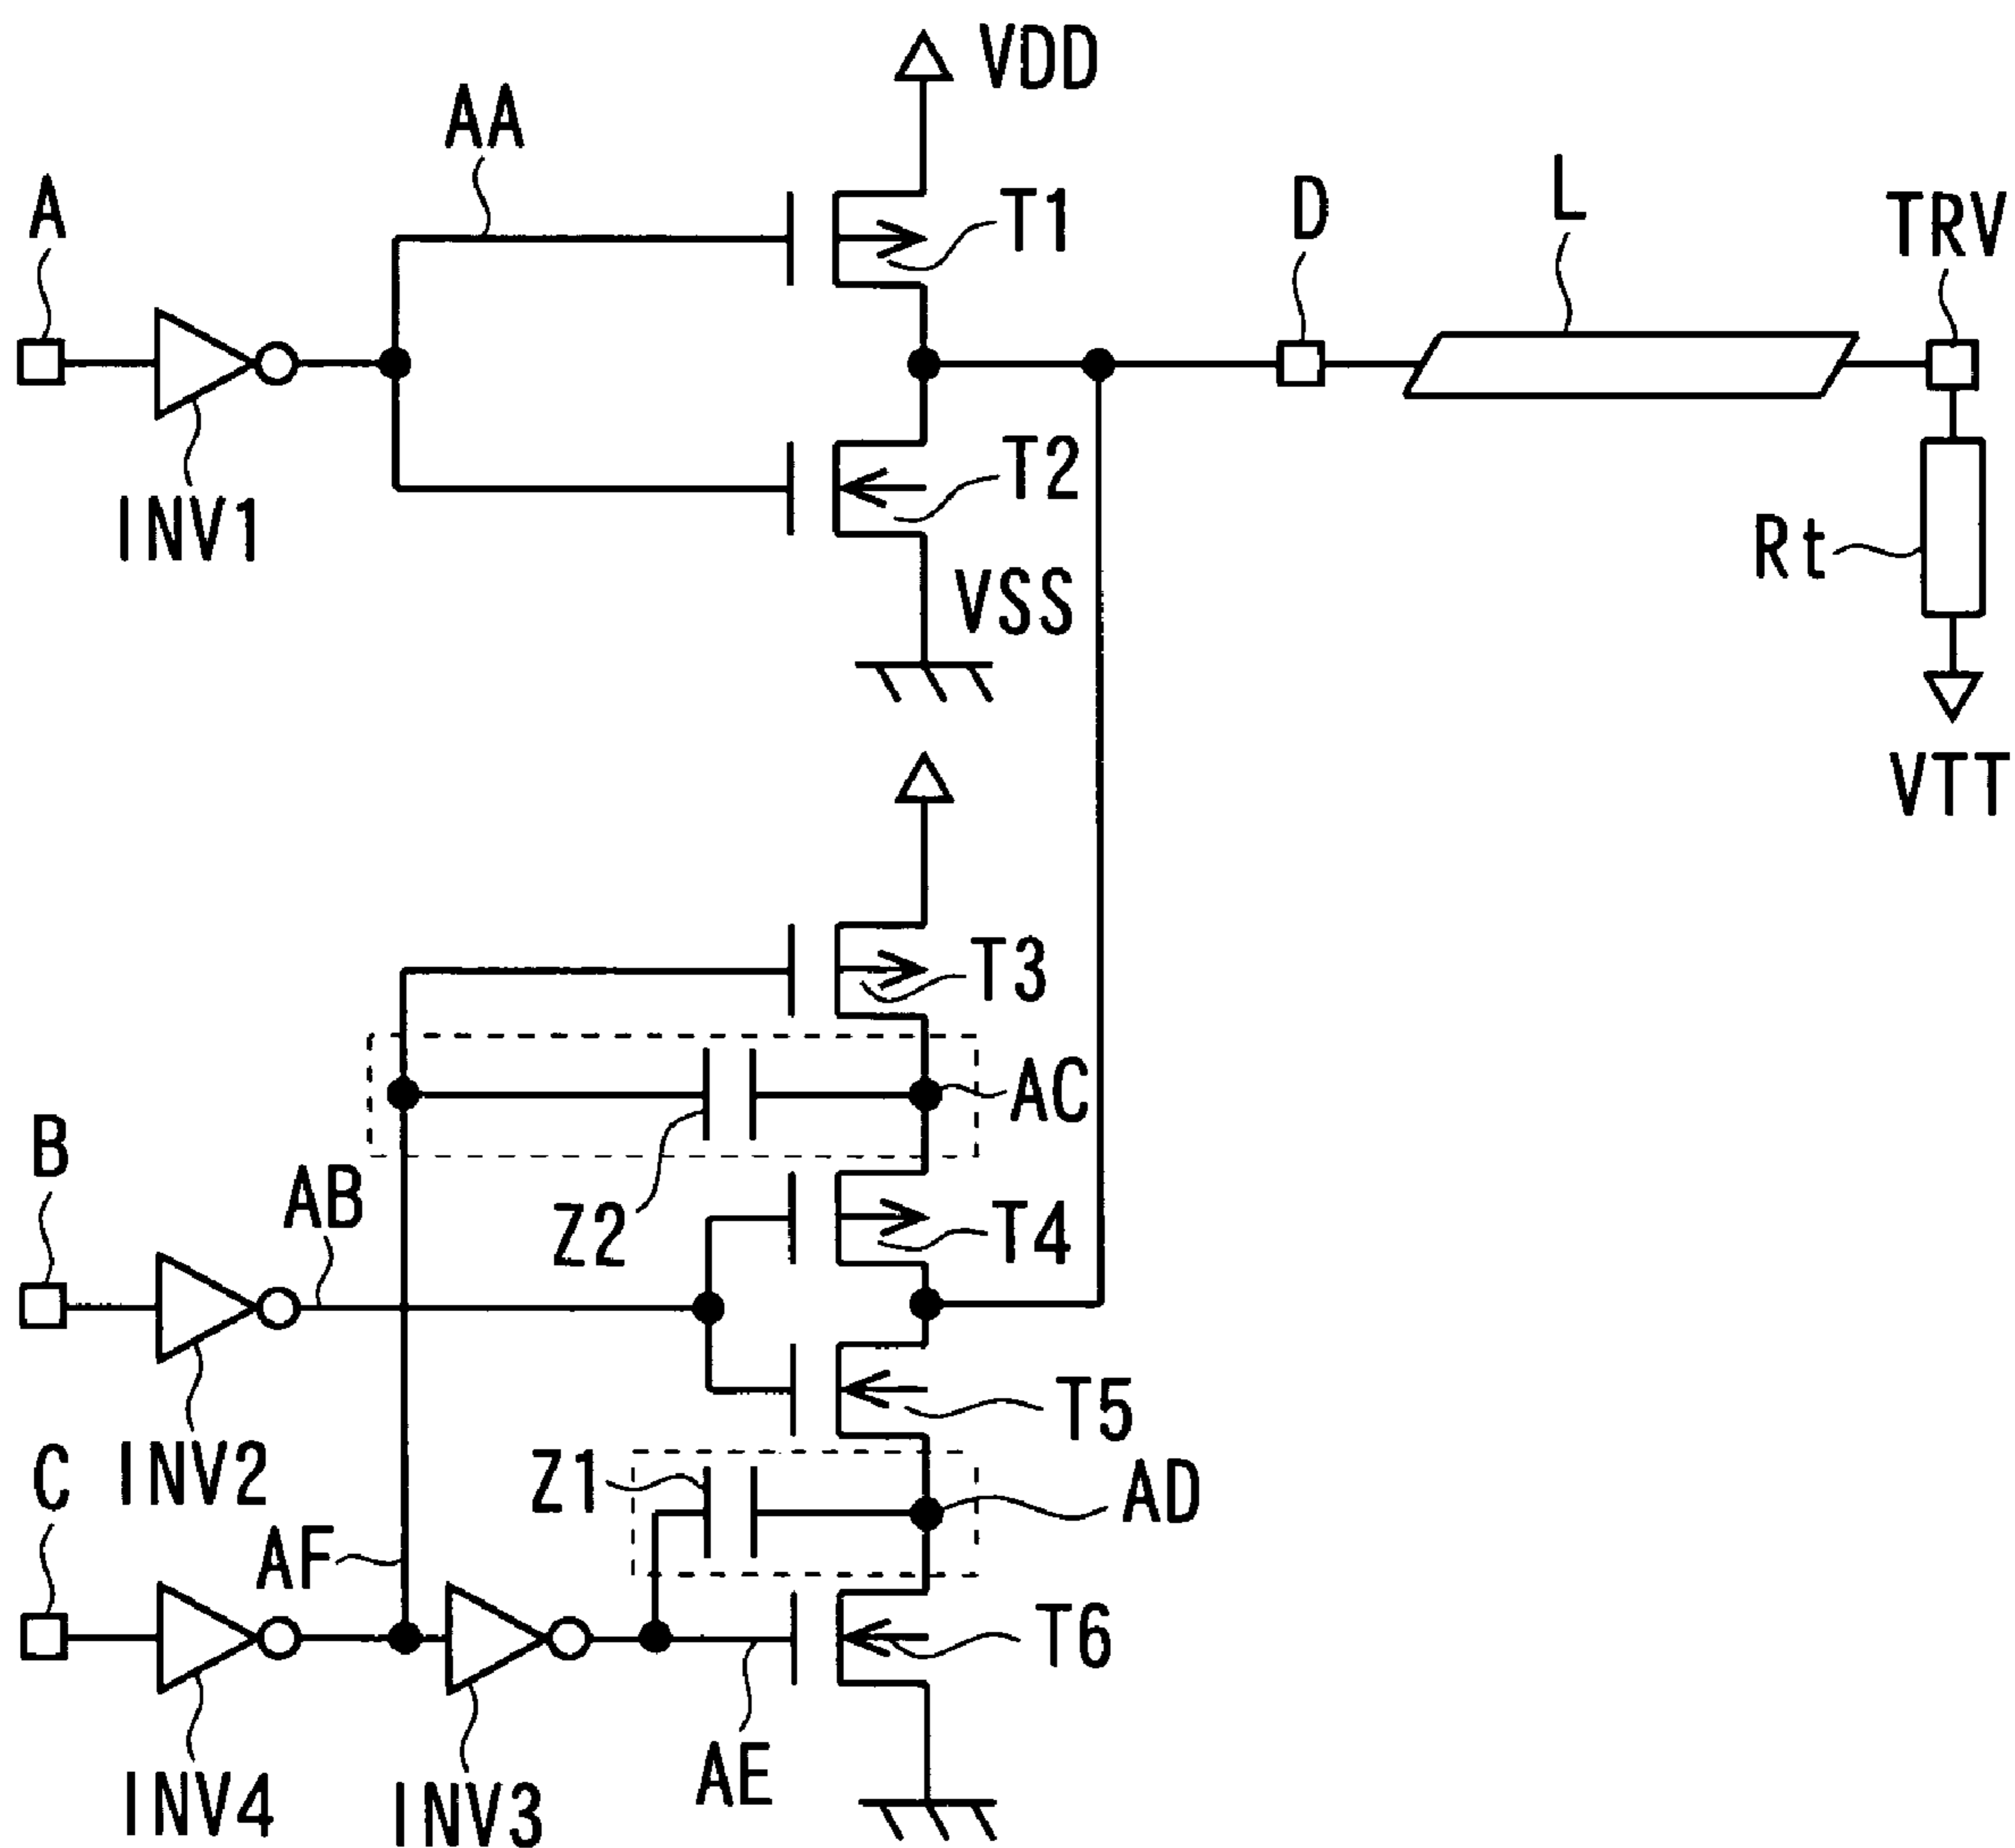 VDD
AA
A
T1
D
L
TRV
T2
INV1
Rt
VSS
VTT
T3
AC
B
AB
Z2
T4
T5
INV2
C
Z1
AD
AF
T6
AE
INV4
INV3